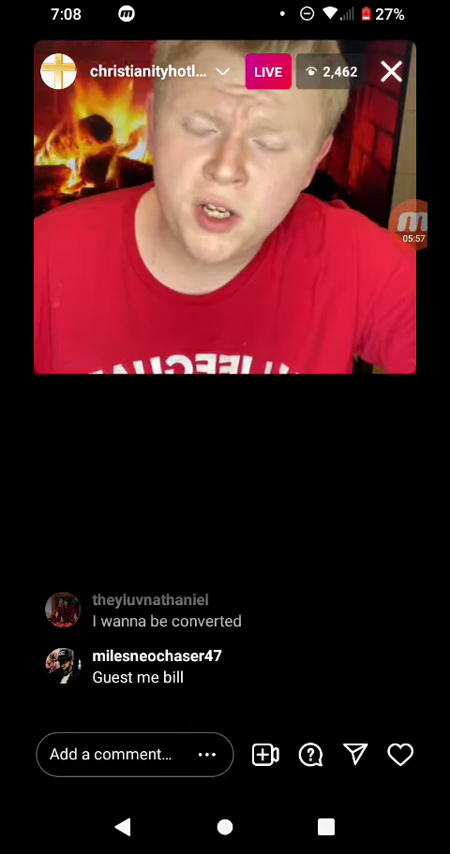 7:08
27%
christianityhotl...
LIVE
2,462
05:57
theyluvnathaniel
I wanna be converted
milesneochaser47
Guest me bill
Add a comment...